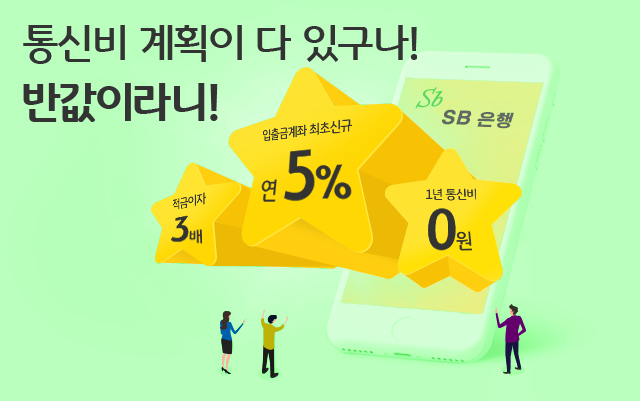 통신비 계획이 다 있구나!
반값이라니!
Sb
SB 은행
입출금계좌 최초신규
연 5%
적금이자
3배
1년 통신비
0원